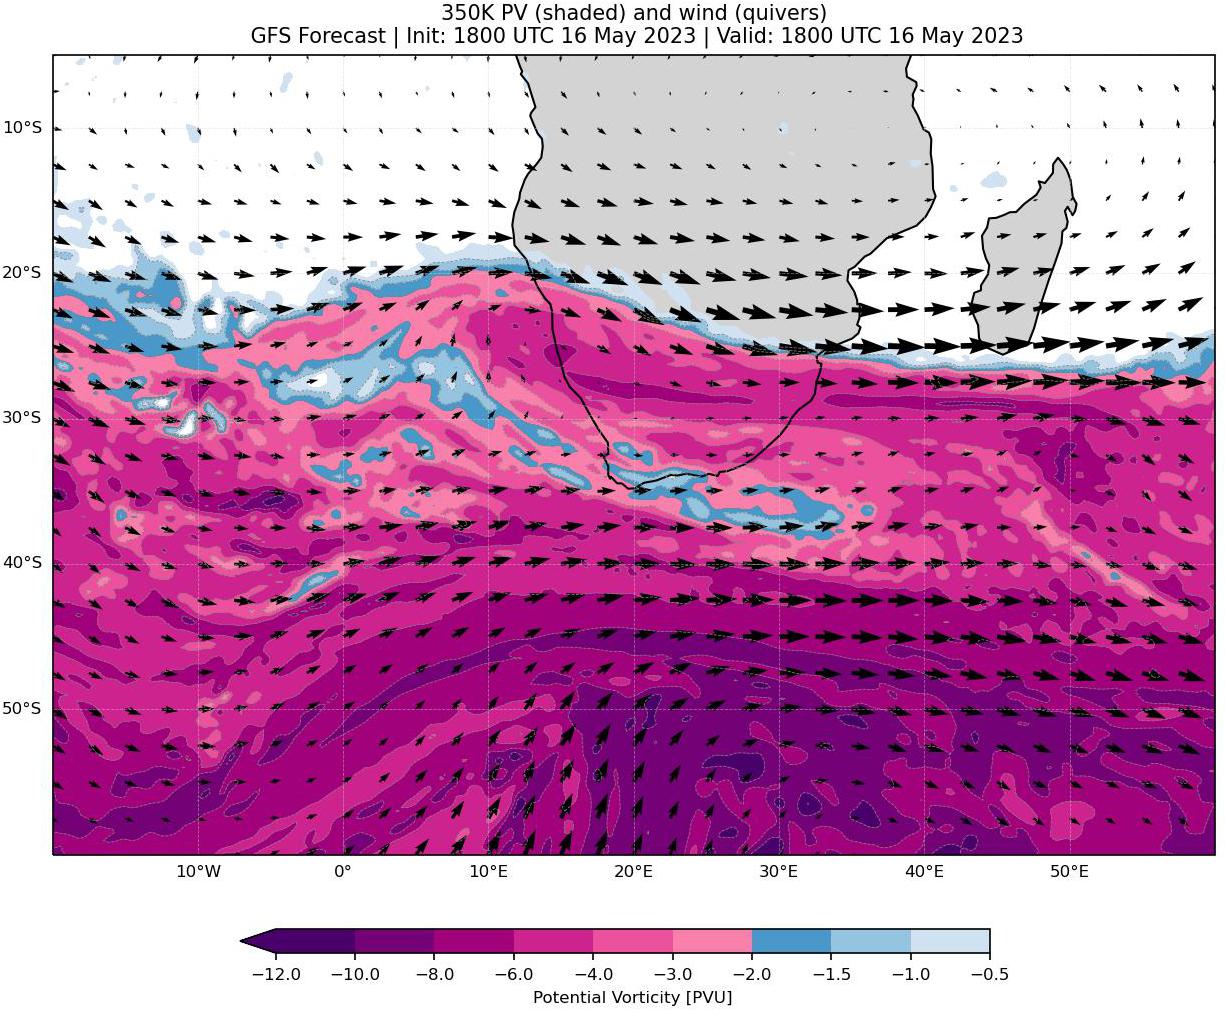 350K PV (shaded) and wind (quivers)
GFS Forecast | Init: 1800 UTC 16 May 2023 | Valid: 1800 UTC 16 May 2023
10°S
20°S
30°S
40°S
50°S
10°W 0° 10°E 20°E 30°E 40°E 50°E
−12.0 −10.0 −8.0 −6.0 −4.0 −3.0 −2.0 −1.5 −1.0 −0.5
Potential Vorticity [PVU]